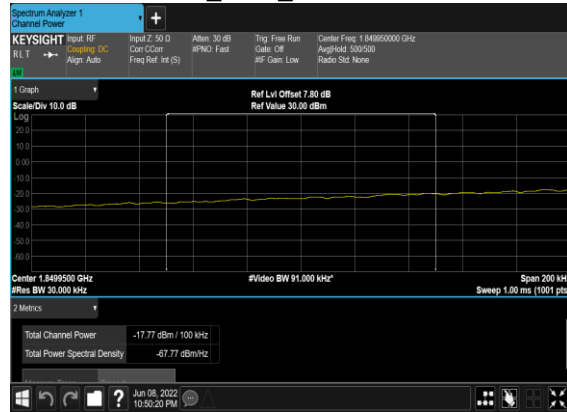 Spectrum Analyzer 1
Channel Power
KEYSIGHT Input: RF Input Z: 50 Ω Atten: 30 dB Trig: Free Run Center Freq: 1.849950000 GHz
RLT Coupling: DC Corr CCorr #PNO: Fast Gate: Off Avg|Hold: 500/500
Align: Auto Freq Ref: Int (S) #IF Gain: Low Radio Std: None
LW
1 Graph
Ref Lvl Offset 7.80 dB
Scale/Div 10.0 dB Ref Value 30.00 dBm
Log
20.0
10.0
0.00
-10.0
-20.0
-30.0
-40.0
-50.0
-60.0
Center 1.8499500 GHz #Video BW 91.000 kHz* Span 200 kH
#Res BW 30.000 kHz Sweep 1.00 ms (1001 pts
2 Metrics
Total Channel Power -17.77 dBm / 100 kHz
Total Power Spectral Density -67.77 dBm/Hz
Jun 08, 2022
10:50:20 PM